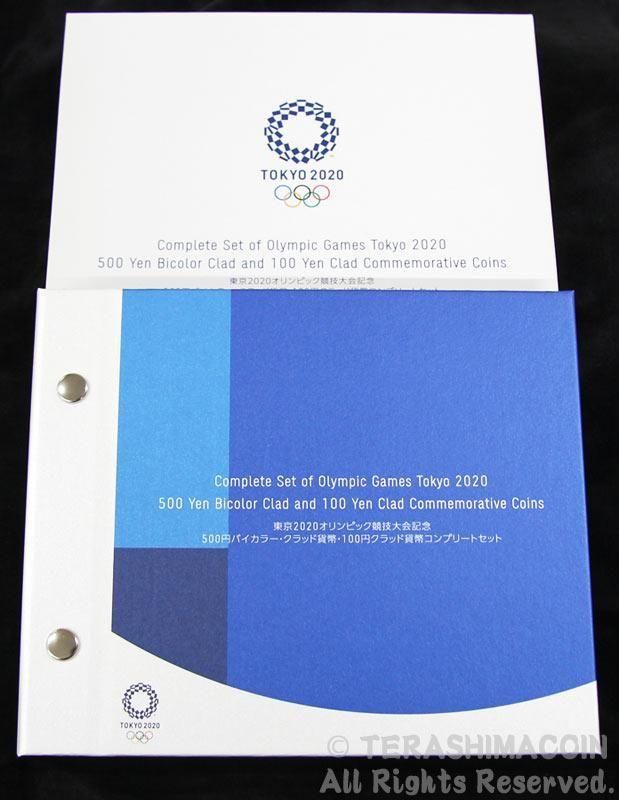 TOKYO 2020
Complete Set of Olympic Games Tokyo 2020
500 Yen Bicolor Clad and 100 Yen Clad Commemorative Coins
東京2020オリンピック競技大会記念
Complete Set of Olympic Games Tokyo 2020
500 Yen Bicolor Clad and 100 Yen Clad Commemorative Coins
東京2020オリンピック競技大会記念
500円バイカラー・クラッド貨幣・100円クラッド貨幣コンプリートセット
TOKYO 2020
© TERASHIMACOIN
All Rights Reserved.